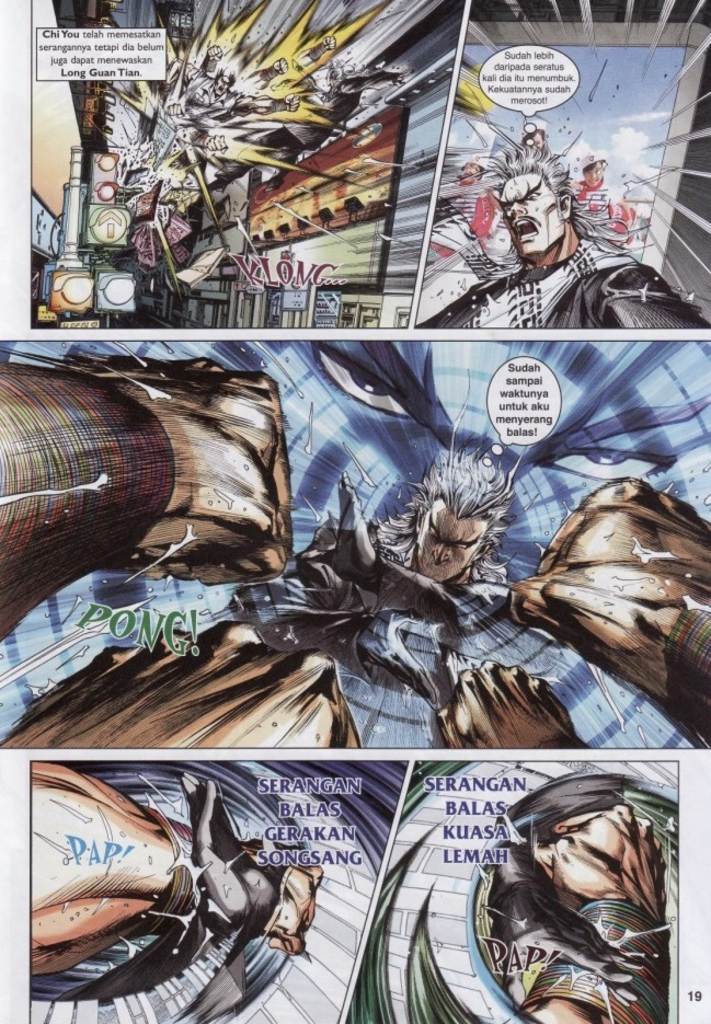 Chi You telah memesatkan
serangannya tetapi dia belum
juga dapat menewaskan
Long Guan Tian.
Sudah lebih
daripada seratus
kali dia itu menumbuk.
Kekuatannya sudah
merosot!
KLONG...
Sudah
sampai
waktunya
untuk aku
menyerang
balas!
PONG!
SERANGAN
BALAS
GERAKAN
SONGSANG
PAP!
SERANGAN
BALAS
KUASA
LEMAH
PAP!
19